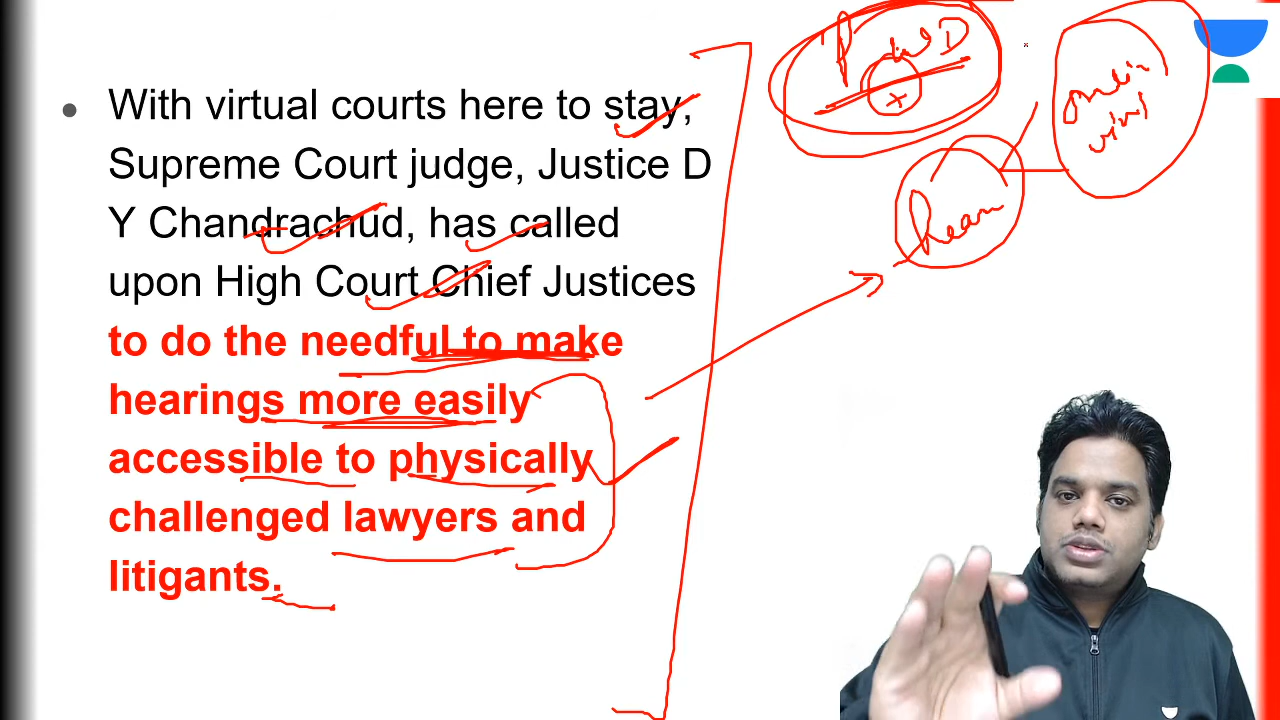 With virtual courts here to stay,
Supreme Court judge, Justice D
Y Chandrachud, has called
upon High Court Chief Justices
to do the needful to make
hearings more easily
accessible to physically
challenged lawyers and
litigants.